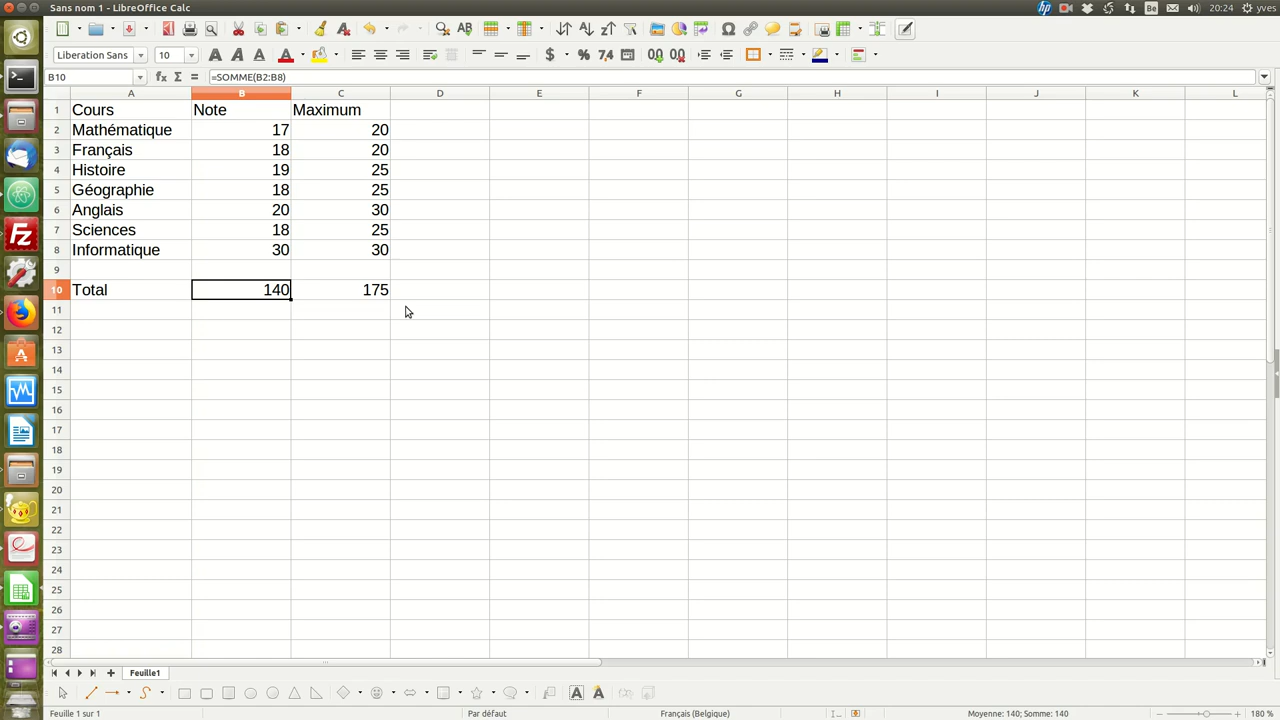 Sans nom 1 - LibreOffice Calc
Be 20:24 yves
Liberation Sans 10
B10 =SOMME(B2:B8)
A B C D E F G H I J K L
1 Cours Note Maximum
2 Mathématique 17 20
3 Français 18 20
4 Histoire 19 25
5 Géographie 18 25
6 Anglais 20 30
7 Sciences 18 25
8 Informatique 30 30
9
10 Total 140 175
11
12
13
14
15
16
17
18
19
20
21
22
23
24
25
26
27
28
Feuille1
Feuille 1 sur 1 Par défaut Français (Belgique) Moyenne: 140; Somme: 140 180 %